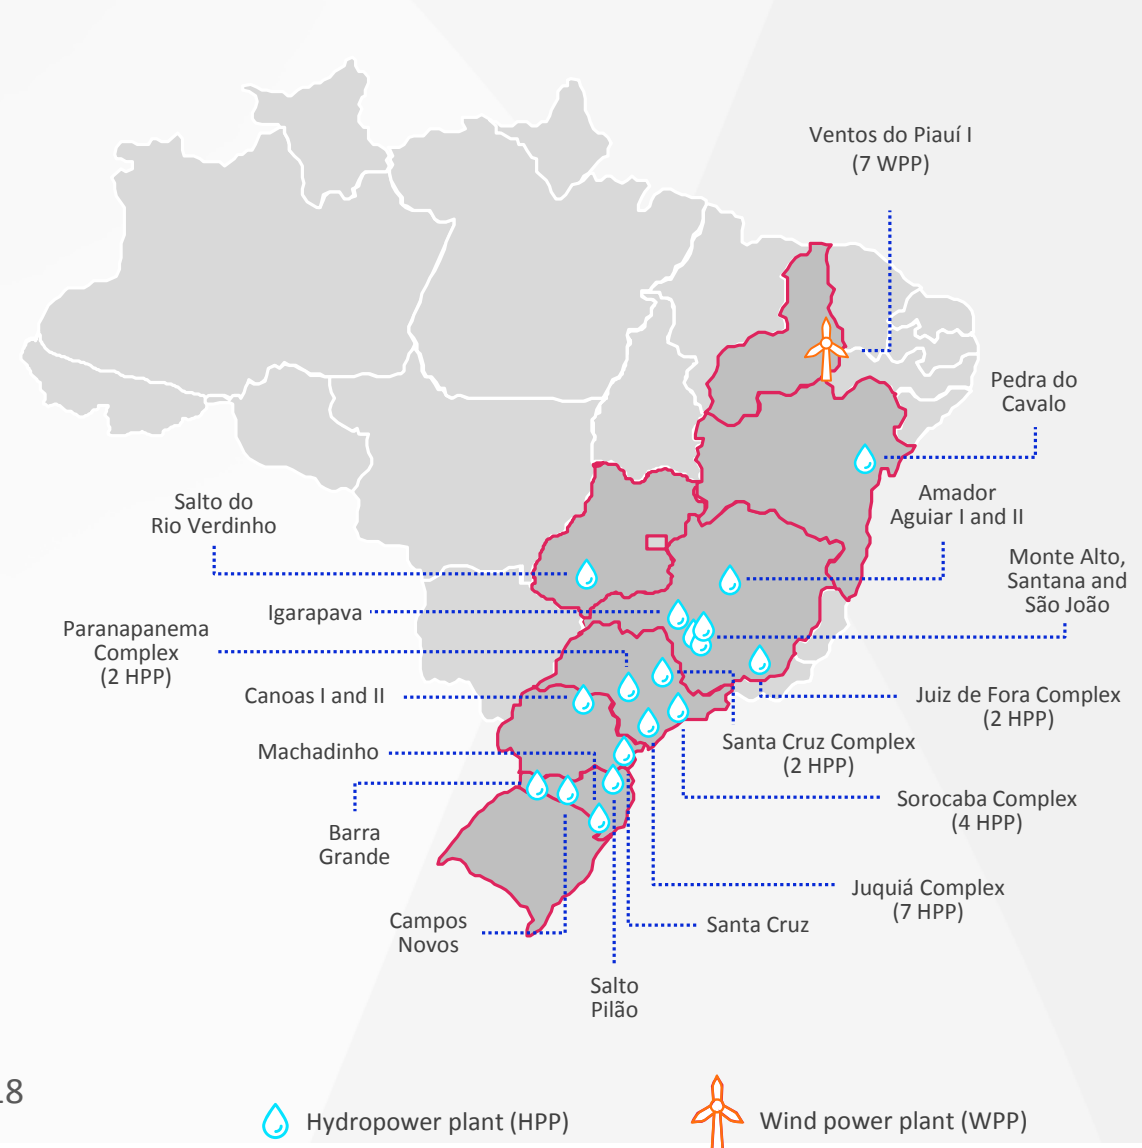 Ventos do Piauí I
(7 WPP)
Pedra do
Cavalo
Amador
Aguiar I and II
Salto do
Rio Verdinho
Monte Alto,
Santana and
São João
Igarapava
Paranapanema
Complex
(2 HPP)
Canoas I and II
Juiz de Fora Complex
(2 HPP)
Machadinho
Santa Cruz Complex
(2 HPP)
Sorocaba Complex
(4 HPP)
Barra
Grande
Juquiá Complex
(7 HPP)
Campos
Novos
Santa Cruz
Salto
Pilão
.8
Hydropower plant (HPP)
Wind power plant (WPP)